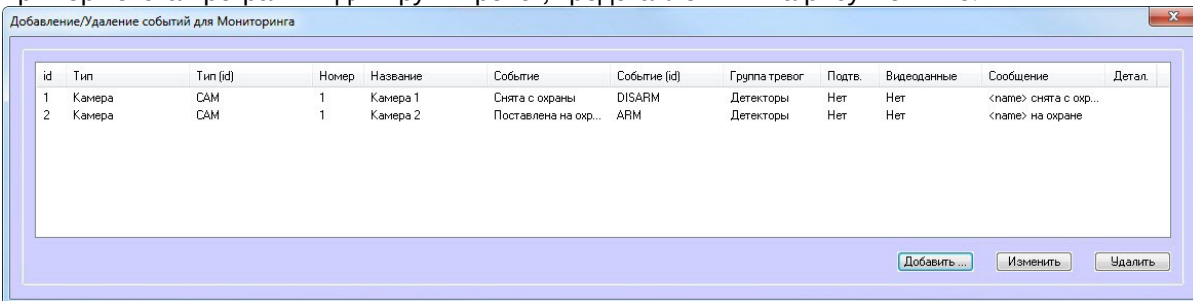 Добавление/Удаление событий для Мониторинга
id Тип Тип (id) Номер Название Событие Событие (id) Группа тревог Подтв. Видеоданные Сообщение Детал.
1 Камера CAM 1 Камера 1 Снята с охраны DISARM Детекторы Нет Нет <name> снята с охр...
2 Камера CAM 1 Камера 2 Поставлена на охр... ARM Детекторы Нет Нет <name> на охране
Добавить ... Изменить Удалить